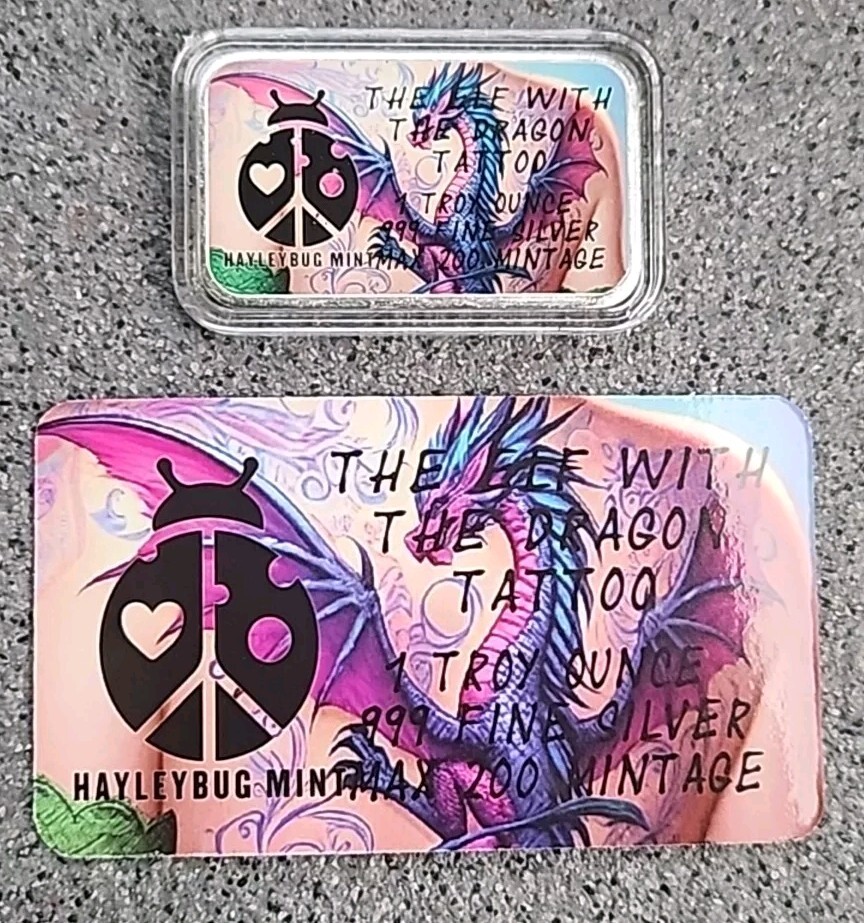 THE ELF WITH
THE DRAGON
TATTOO
1 TROY OUNCE
999 FINE SILVER
HAYLEYBUG MINT MAX 200 MINTAGE
THE ELF WITH
THE DRAGON
TATTOO
1 TROY OUNCE
999 FINE SILVER
HAYLEYBUG MINT MAX 200 MINTAGE